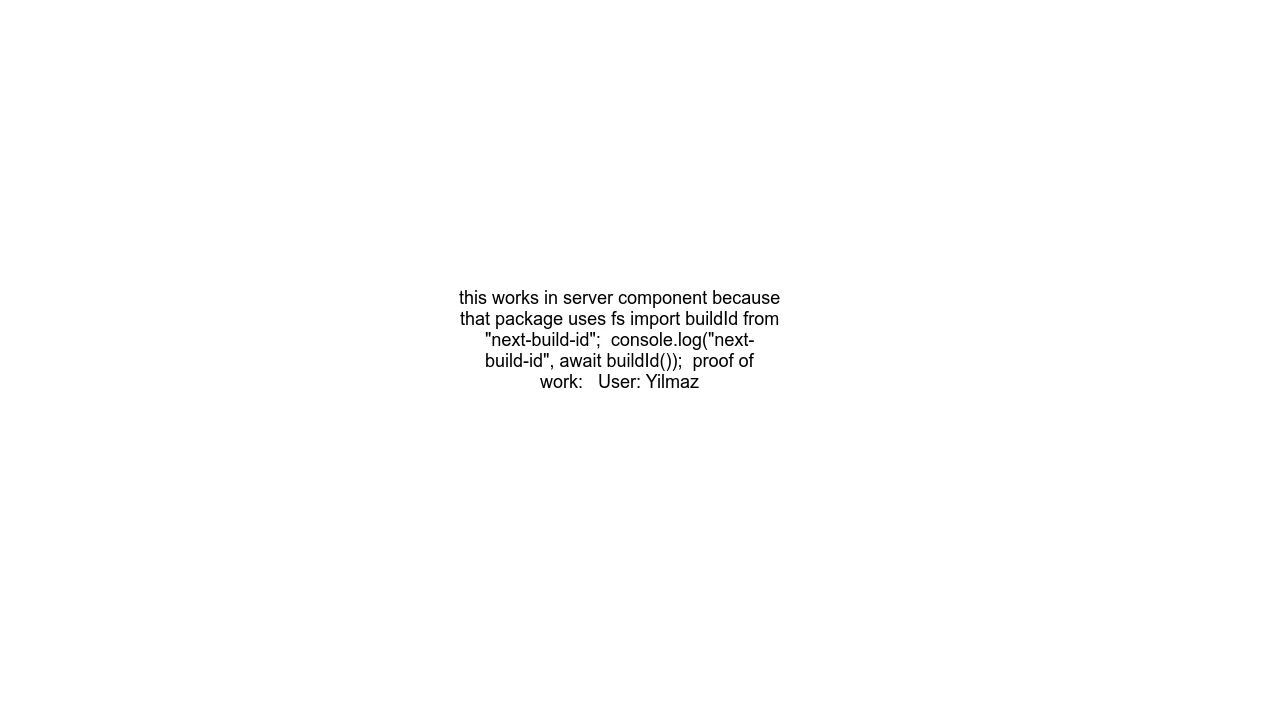 this works in server component because
that package uses fs import buildId from
"next-build-id";  console.log("next-
build-id", await buildId());  proof of
work:   User: Yilmaz